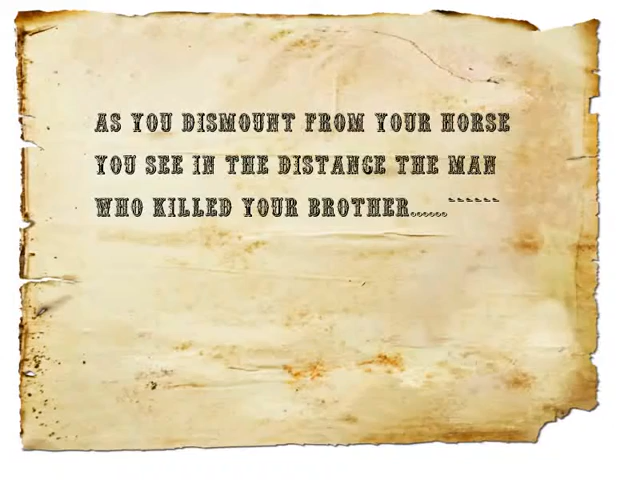 AS YOU DISMOUNT FROM YOUR HORSE
YOU SEE IN THE DISTANCE THE MAN
WHO KILLED YOUR BROTHER......~~~~~~